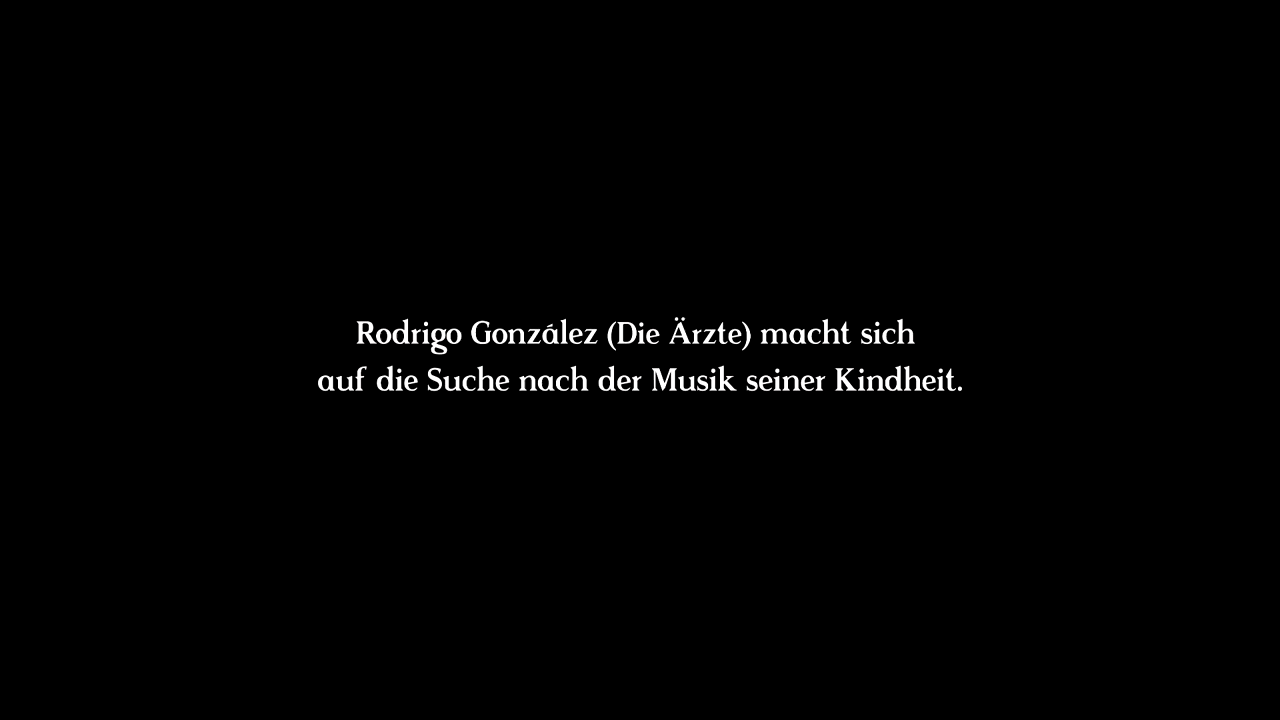 Rodrigo González (Die Ärzte) macht sich
auf die Suche nach der Musik seiner Kindheit.